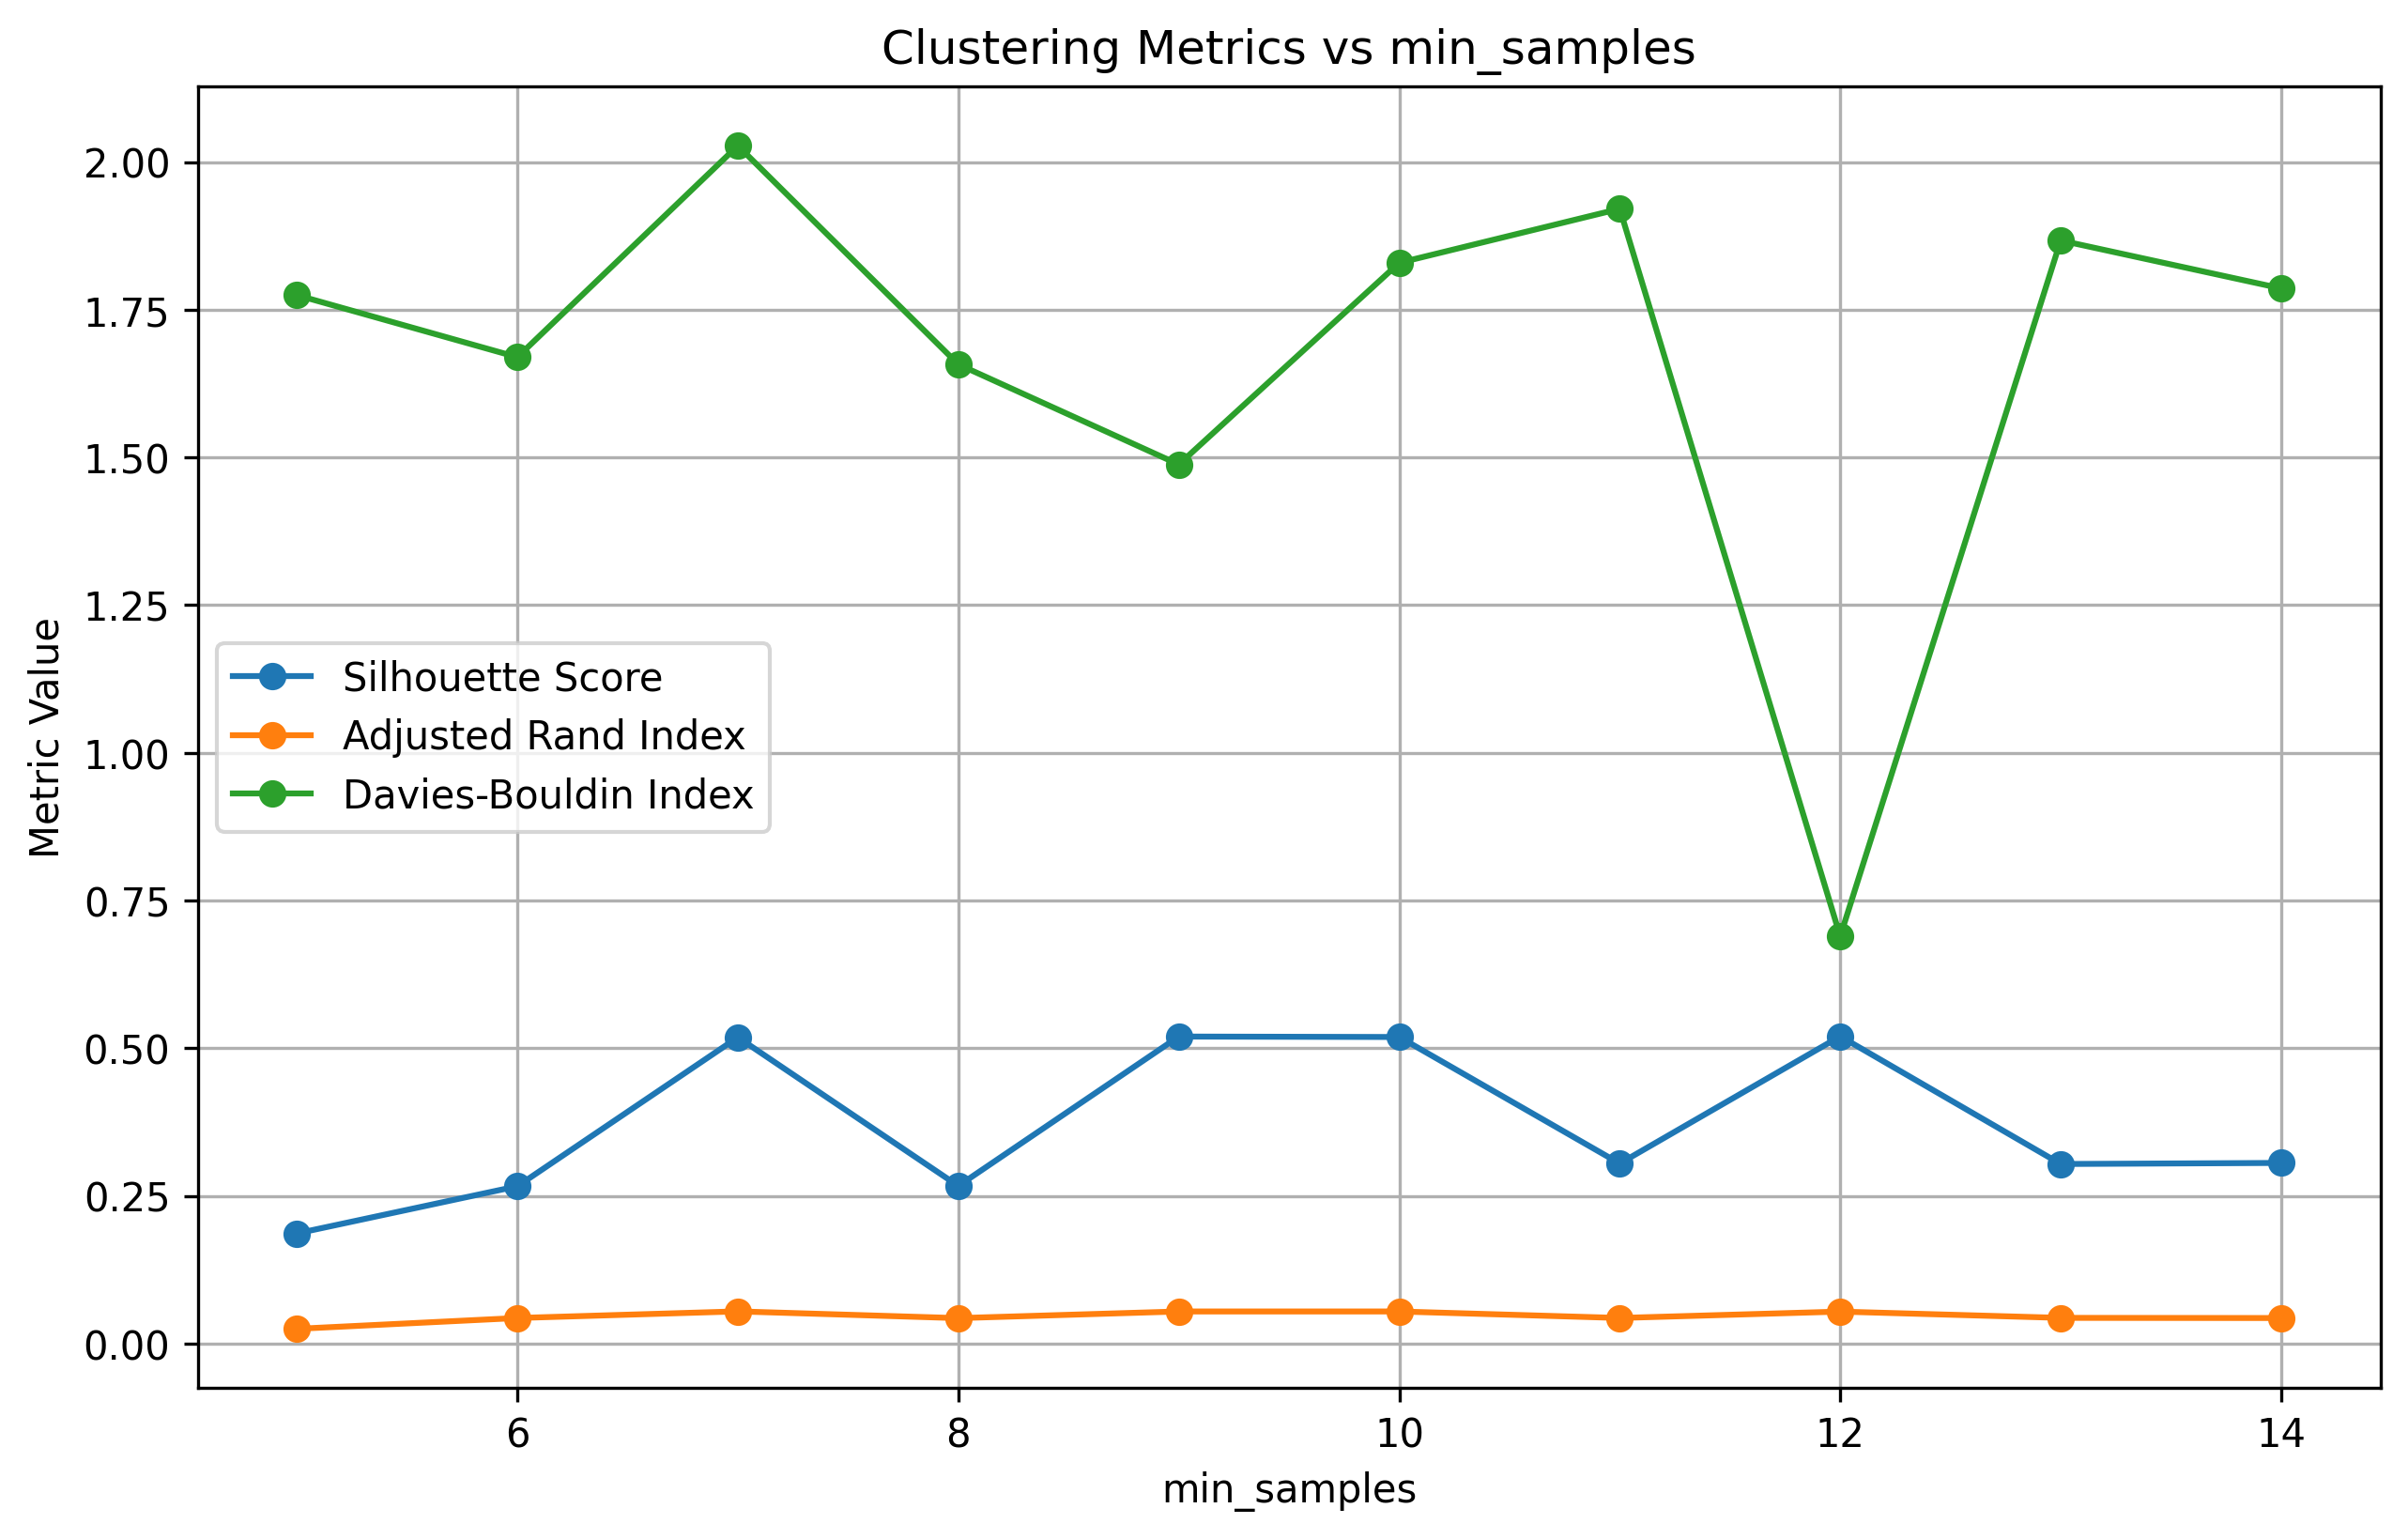 Clustering Metrics vs min_samples
2.00
1.75
1.50
1.25
1.00
0.75
0.50
0.25
0.00
Metric Value
Silhouette Score
Adjusted Rand Index
Davies-Bouldin Index
6 8 10 12 14
min_samples